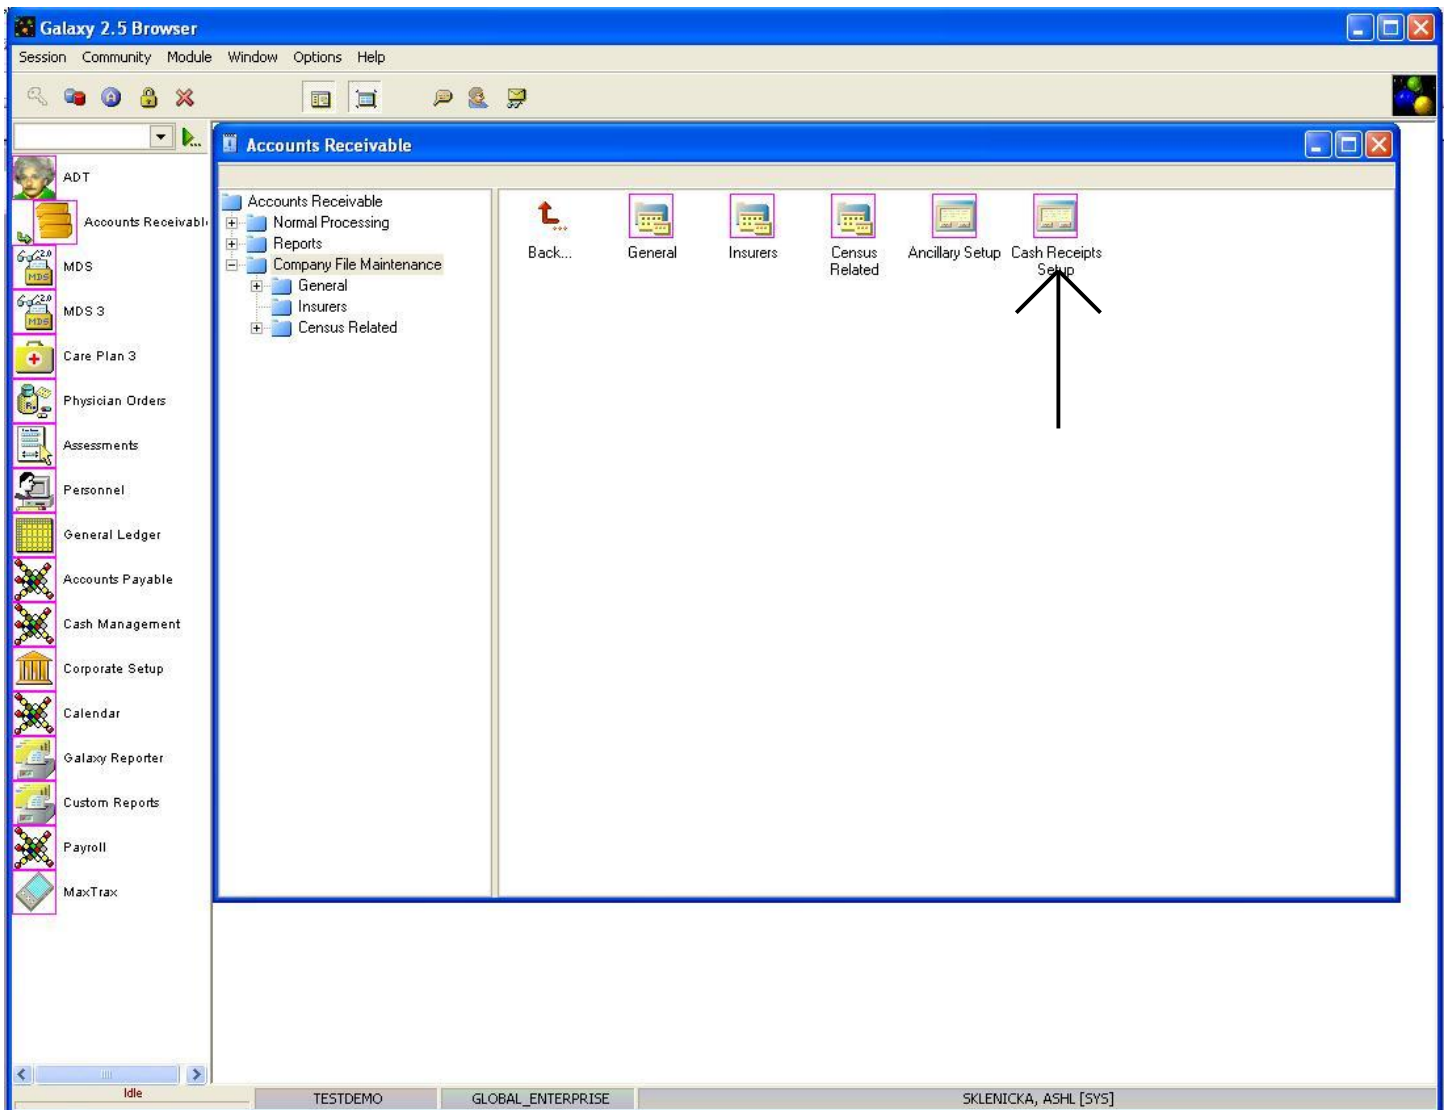 Galaxy 2.5 Browser
Session Community Module Window Options Help
Accounts Receivable
ADT
Accounts Receivabl
MDS
MDS 3
Care Plan 3
Physician Orders
Assessments
Personnel
General Ledger
Accounts Payable
Cash Management
Corporate Setup
Calendar
Galaxy Reporter
Custom Reports
Payroll
MaxTrax
Accounts Receivable
Normal Processing
Reports
Company File Maintenance
General
Insurers
Census Related
Back...
General
Insurers
Census
Related
Ancillary Setup
Cash Receipts
Setup
Idle
TESTDEMO
GLOBAL_ENTERPRISE
SKLENICKA, ASHL [SYS]